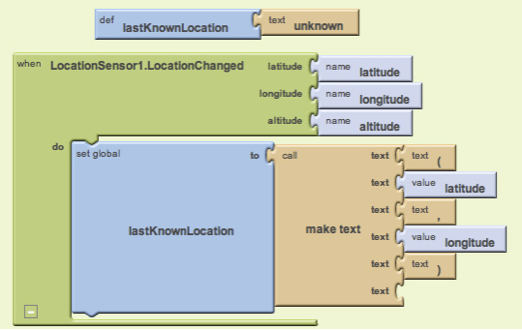 def lastKnownLocation text unknown
when LocationSensor1.LocationChanged latitude name latitude
longitude name longitude
altitude name altitude
do set global to call text text (
text value latitude
text text ,
lastKnownLocation make text text value longitude
text text )
text